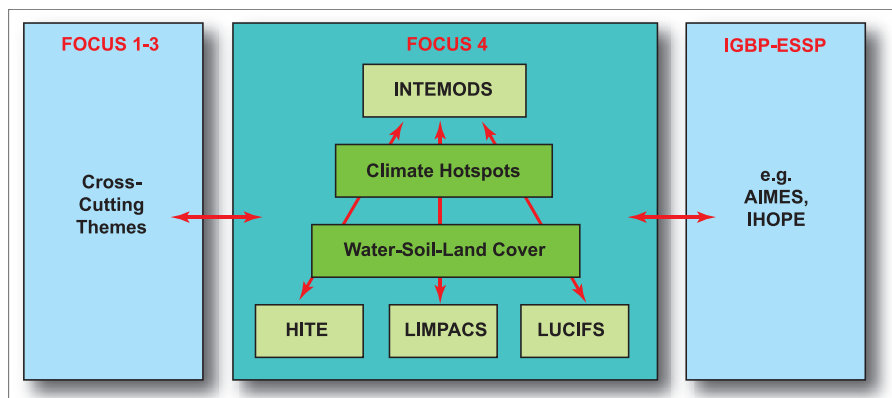 FOCUS 1-3
Cross-
Cutting
Themes
FOCUS 4
INTEMODS
Climate Hotspots
Water-Soil-Land Cover
HITE
LIMPACS
LUCIFS
IGBP-ESSP
e.g.
AIMES,
IHOPE